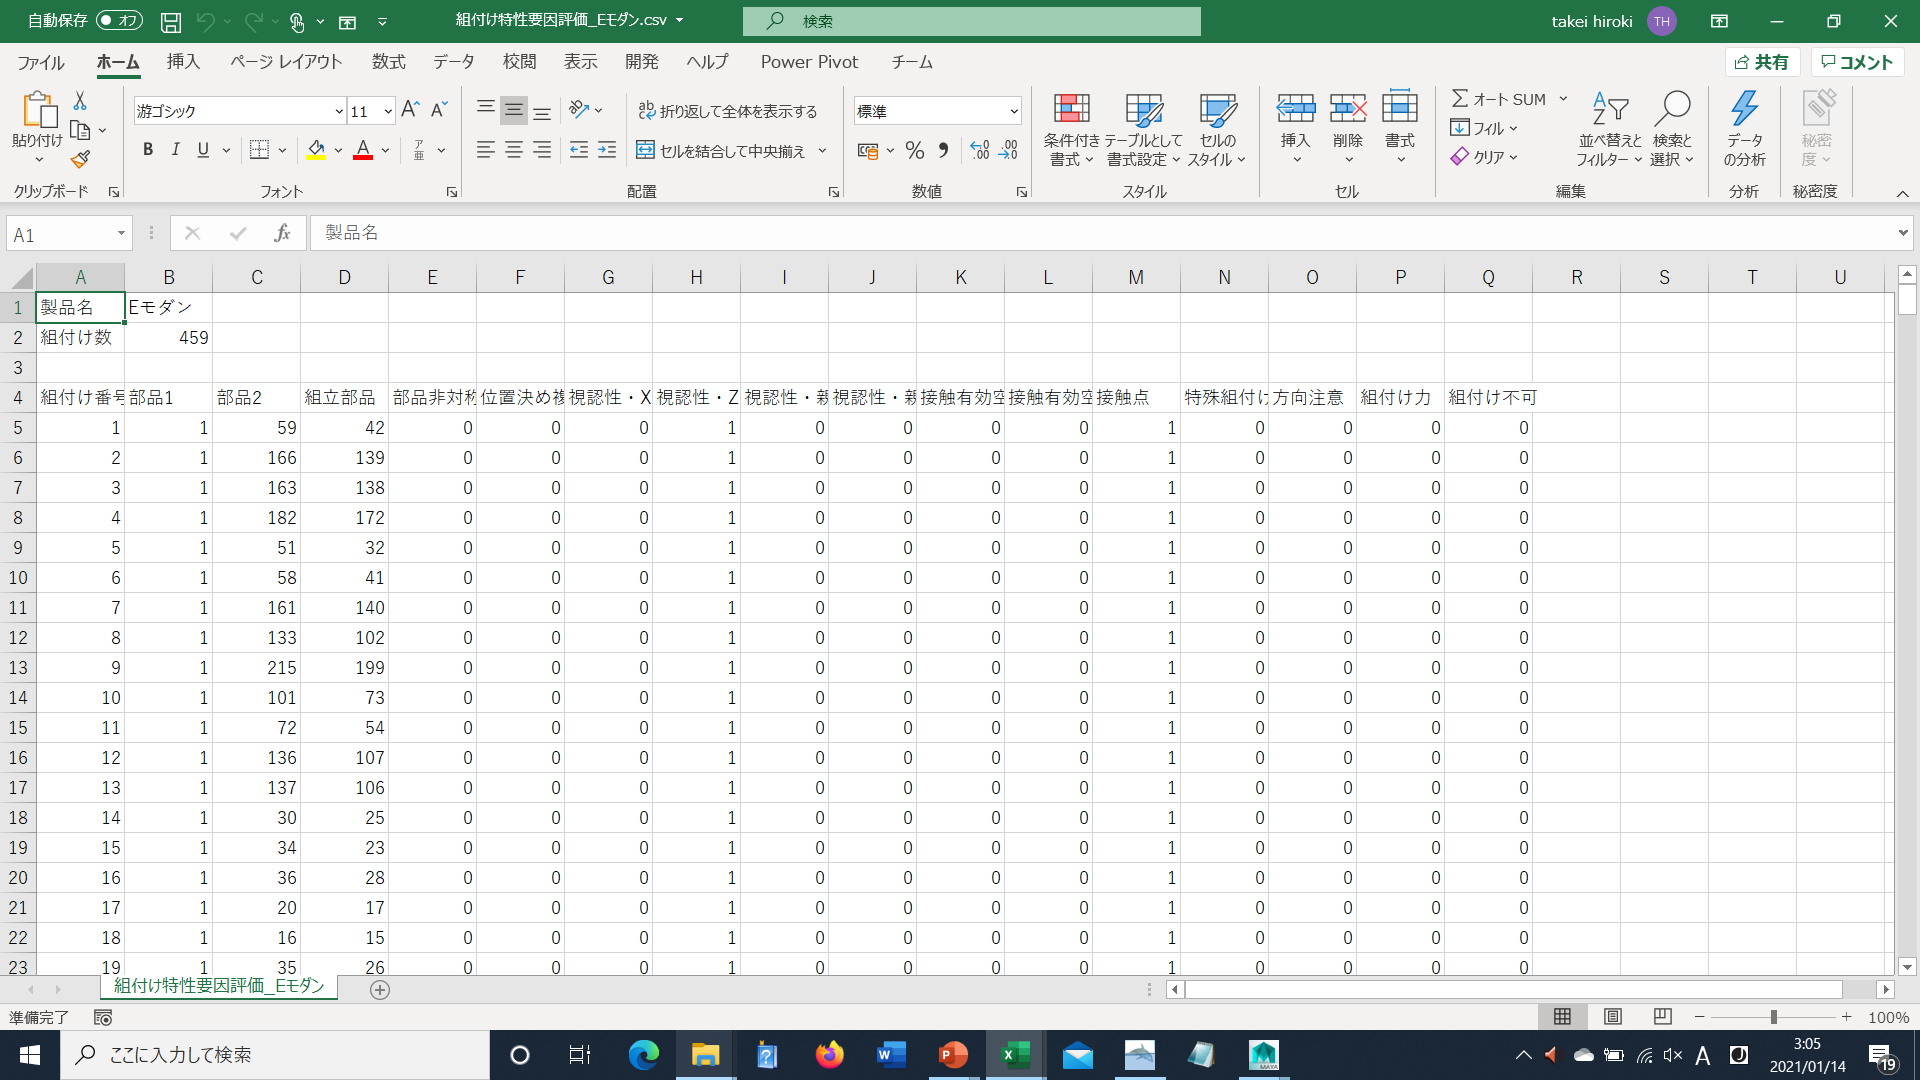 自動保存 オフ 組付け特性要因評価_Eモダン.csv 検索 takei hiroki TH
ファイル ホーム 挿入 ページ レイアウト 数式 データ 校閲 表示 開発 ヘルプ Power Pivot チーム 共有 コメント
貼り付け
クリップボード
游ゴシック 11
B I U A ア亜
フォント
折り返して全体を表示する
セルを結合して中央揃え
配置
標準
% ,
数値
条件付き書式 テーブルとして書式設定 セルのスタイル
スタイル
挿入 削除 書式
セル
オート SUM
フィル
クリア
並べ替えとフィルター 検索と選択
編集
データの分析
分析
秘密度
秘密度
A1 fx 製品名
A B C D E F G H I J K L M N O P Q R S T U
1 製品名 Eモダン
2 組付け数 459
3
4 組付け番号 部品1 部品2 組立部品 部品非対称 位置決め複 視認性・X 視認性・Z 視認性・親 視認性・親 接触有効空 接触有効空 接触点 特殊組付け 方向注意 組付け力 組付け不可
5 1 1 59 42 0 0 0 1 0 0 0 0 1 0 0 0 0
6 2 1 166 139 0 0 0 1 0 0 0 0 1 0 0 0 0
7 3 1 163 138 0 0 0 1 0 0 0 0 1 0 0 0 0
8 4 1 182 172 0 0 0 1 0 0 0 0 1 0 0 0 0
9 5 1 51 32 0 0 0 1 0 0 0 0 1 0 0 0 0
10 6 1 58 41 0 0 0 1 0 0 0 0 1 0 0 0 0
11 7 1 161 140 0 0 0 1 0 0 0 0 1 0 0 0 0
12 8 1 133 102 0 0 0 1 0 0 0 0 1 0 0 0 0
13 9 1 215 199 0 0 0 1 0 0 0 0 1 0 0 0 0
14 10 1 101 73 0 0 0 1 0 0 0 0 1 0 0 0 0
15 11 1 72 54 0 0 0 1 0 0 0 0 1 0 0 0 0
16 12 1 136 107 0 0 0 1 0 0 0 0 1 0 0 0 0
17 13 1 137 106 0 0 0 1 0 0 0 0 1 0 0 0 0
18 14 1 30 25 0 0 0 1 0 0 0 0 1 0 0 0 0
19 15 1 34 23 0 0 0 1 0 0 0 0 1 0 0 0 0
20 16 1 36 28 0 0 0 1 0 0 0 0 1 0 0 0 0
21 17 1 20 17 0 0 0 1 0 0 0 0 1 0 0 0 0
22 18 1 16 15 0 0 0 1 0 0 0 0 1 0 0 0 0
23 19 1 35 26 0 0 0 1 0 0 0 0 1 0 0 0 0
組付け特性要因評価_Eモダン
準備完了 100%
ここに入力して検索 A 3:05
2021/01/14 19